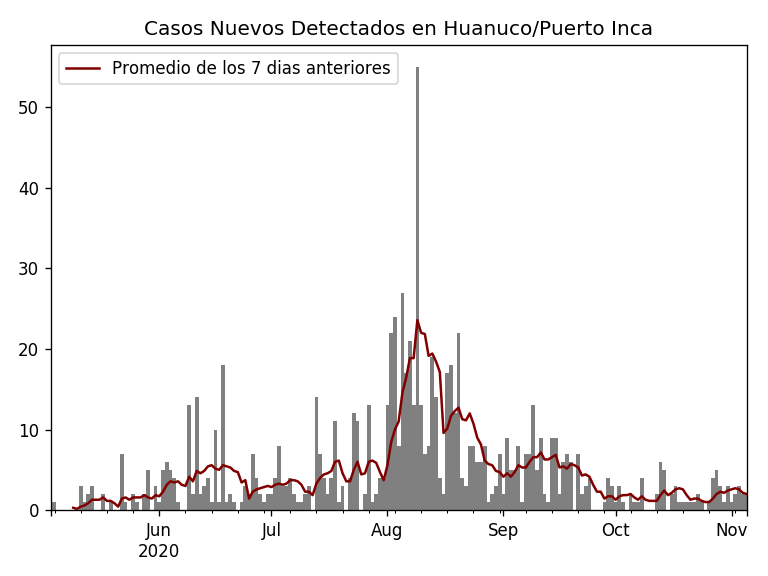 Casos Nuevos Detectados en Huanuco/Puerto Inca
Promedio de los 7 dias anteriores
50
40
30
20
10
0
Jun Jul Aug Sep Oct Nov
2020